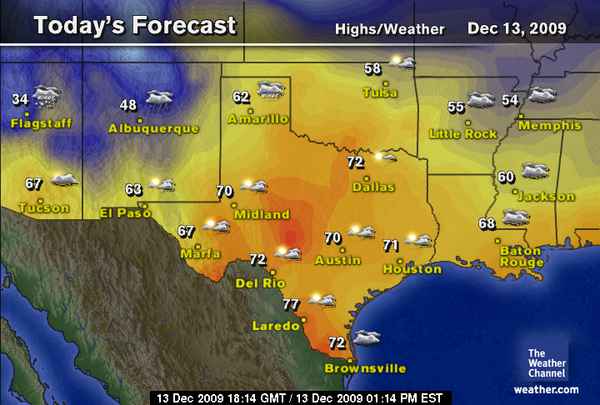 Today's Forecast
Highs/Weather
Dec 13, 2009
58
Tulsa
34
WINDY
Flagstaff
48
Albuquerque
62
WINDY
Amarillo
55
Little Rock
54
Memphis
72
Dallas
60
Jackson
67
Tucson
63
El Paso
70
Midland
68
Baton
Rouge
67
Marfa
70
Austin
71
Houston
72
Del Rio
77
Laredo
72
Brownsville
The
Weather
Channel
weather.com
13 Dec 2009 18:14 GMT / 13 Dec 2009 01:14 PM EST